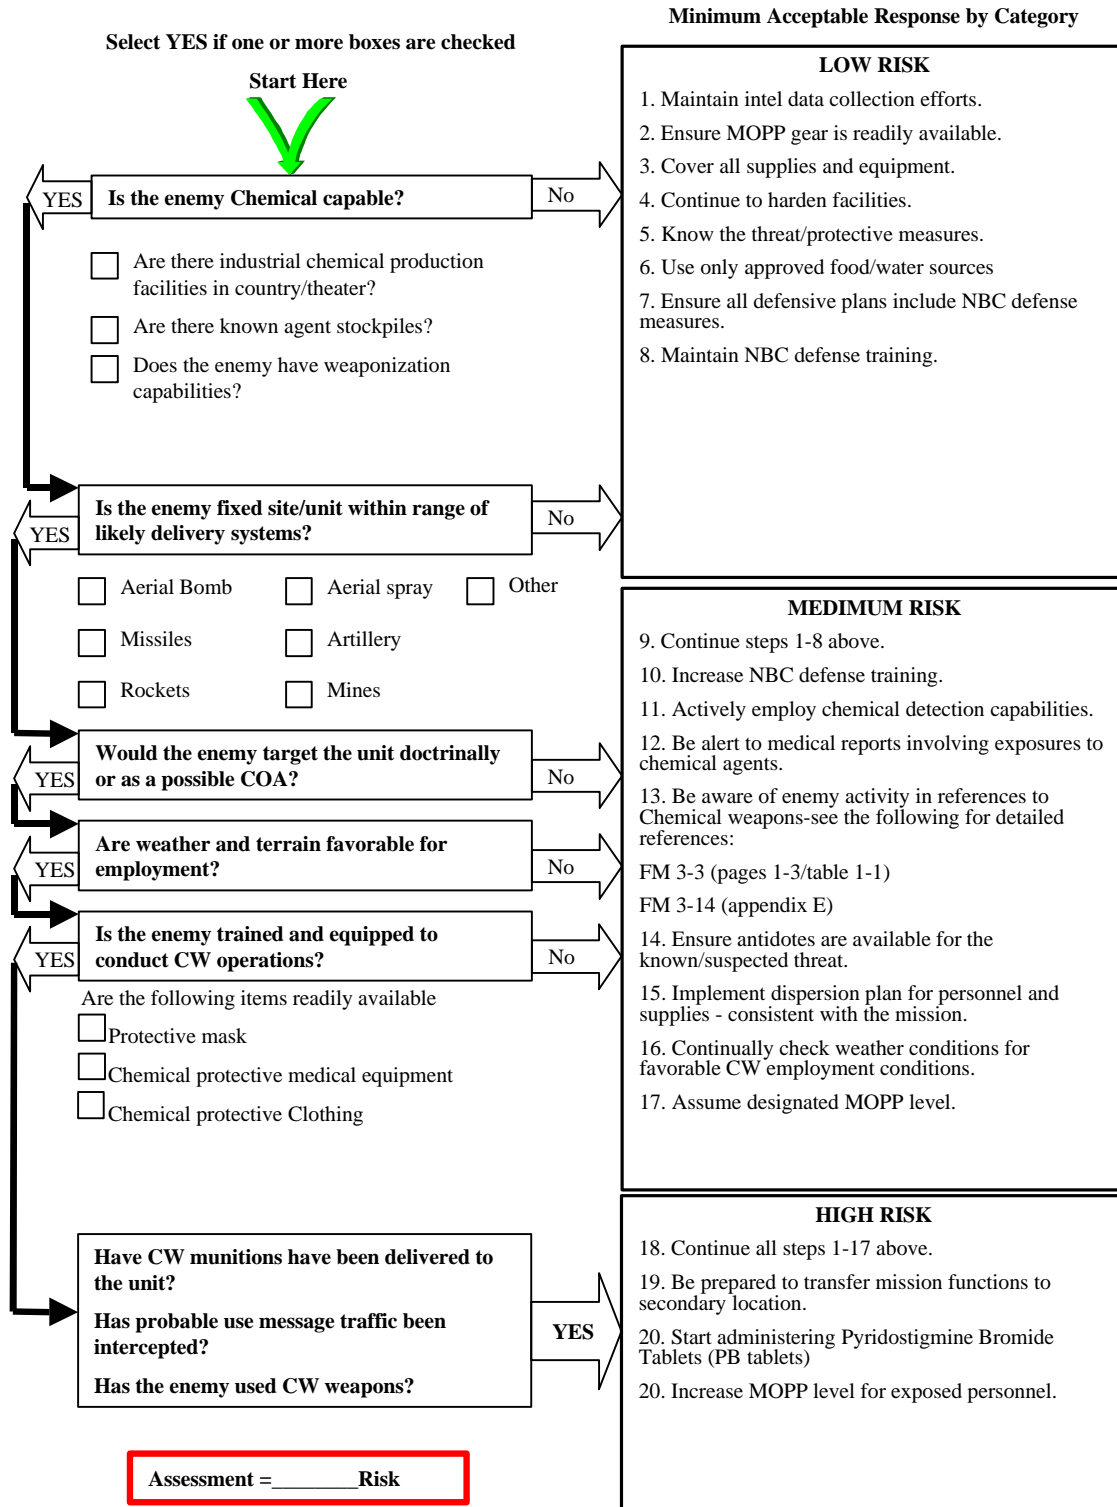 Minimum Acceptable Response by Category
Select YES if one or more boxes are checked
Start Here
YES
Is the enemy Chemical capable?
No
Are there industrial chemical production
facilities in country/theater?
Are there known agent stockpiles?
Does the enemy have weaponization
capabilities?
YES
Is the enemy fixed site/unit within range of
likely delivery systems?
No
Aerial Bomb
Aerial spray
Other
Missiles
Artillery
Rockets
Mines
YES
Would the enemy target the unit doctrinally
or as a possible COA?
No
YES
Are weather and terrain favorable for
employment?
No
YES
Is the enemy trained and equipped to
conduct CW operations?
No
Are the following items readily available
Protective mask
Chemical protective medical equipment
Chemical protective Clothing
Have CW munitions have been delivered to
the unit?
Has probable use message traffic been
intercepted?
Has the enemy used CW weapons?
YES
Assessment =________Risk
LOW RISK
1. Maintain intel data collection efforts.
2. Ensure MOPP gear is readily available.
3. Cover all supplies and equipment.
4. Continue to harden facilities.
5. Know the threat/protective measures.
6. Use only approved food/water sources
7. Ensure all defensive plans include NBC defense
measures.
8. Maintain NBC defense training.
MEDIMUM RISK
9. Continue steps 1-8 above.
10. Increase NBC defense training.
11. Actively employ chemical detection capabilities.
12. Be alert to medical reports involving exposures to
chemical agents.
13. Be aware of enemy activity in references to
Chemical weapons-see the following for detailed
references:
FM 3-3 (pages 1-3/table 1-1)
FM 3-14 (appendix E)
14. Ensure antidotes are available for the
known/suspected threat.
15. Implement dispersion plan for personnel and
supplies - consistent with the mission.
16. Continually check weather conditions for
favorable CW employment conditions.
17. Assume designated MOPP level.
HIGH RISK
18. Continue all steps 1-17 above.
19. Be prepared to transfer mission functions to
secondary location.
20. Start administering Pyridostigmine Bromide
Tablets (PB tablets)
20. Increase MOPP level for exposed personnel.